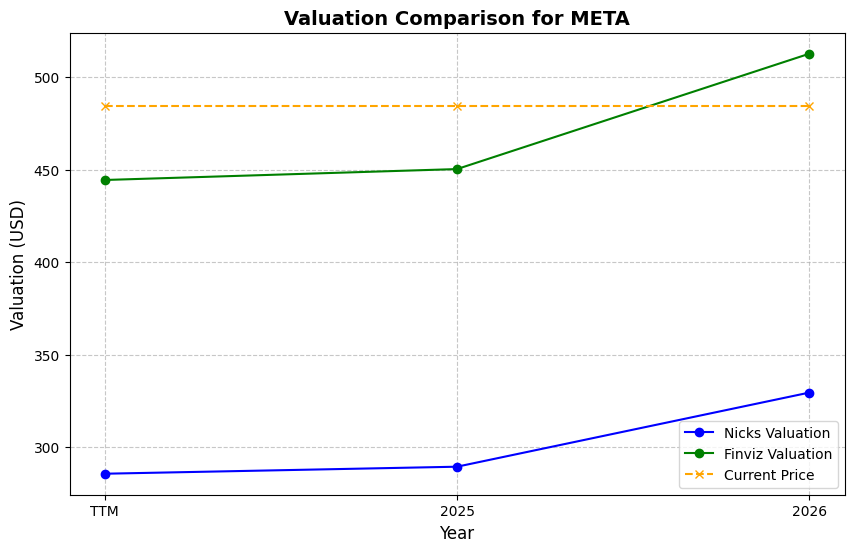 Valuation Comparison for META
Valuation (USD)
500
450
400
350
300
TTM
2025
2026
Year
Nicks Valuation
Finviz Valuation
Current Price